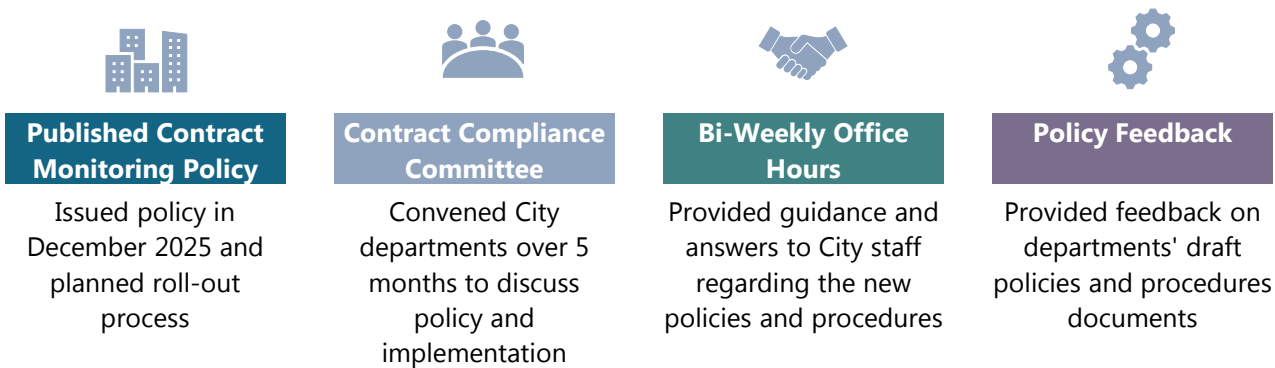 Published Contract
Monitoring Policy
Issued policy in
December 2025 and
planned roll-out
process
Contract Compliance
Committee
Convened City
departments over 5
months to discuss
policy and
implementation
Bi-Weekly Office
Hours
Provided guidance and
answers to City staff
regarding the new
policies and procedures
Policy Feedback
Provided feedback on
departments' draft
policies and procedures
documents